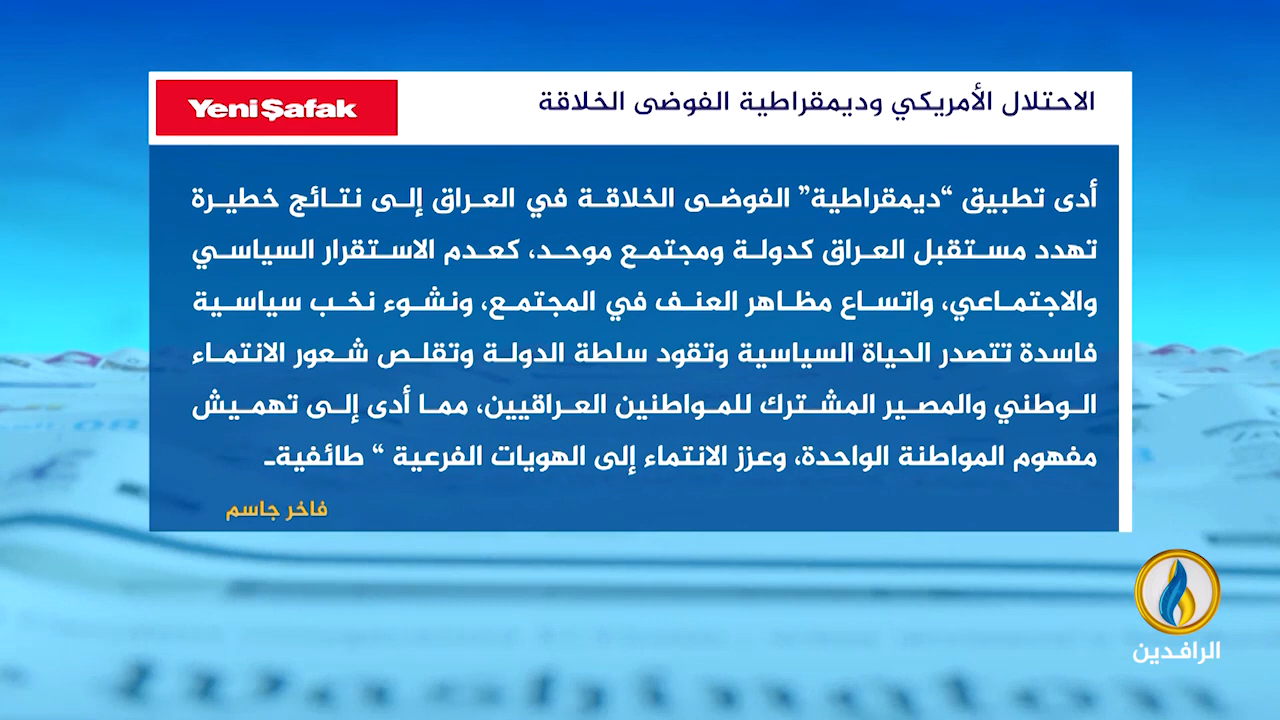 الاحتلال الأمريكي وديمقراطية الفوضى الخلاقة
Yeni Şafak
أدى تطبيق “ديمقراطية” الفوضى الخلاقة في العراق إلى نتائج خطيرة
تهدد مستقبل العراق كدولة ومجتمع موحد، كعدم الاستقرار السياسي
والاجتماعي، واتساع مظاهر العنف في المجتمع، ونشوء نخب سياسية
فاسدة تتصدر الحياة السياسية وتقود سلطة الدولة وتقلص شعور الانتماء
الوطني والمصير المشترك للمواطنين العراقيين، مما أدى إلى تهميش
مفهوم المواطنة الواحدة، وعزز الانتماء إلى الهويات الفرعية “ طائفيةـ
فاخر جاسم
الرافدين